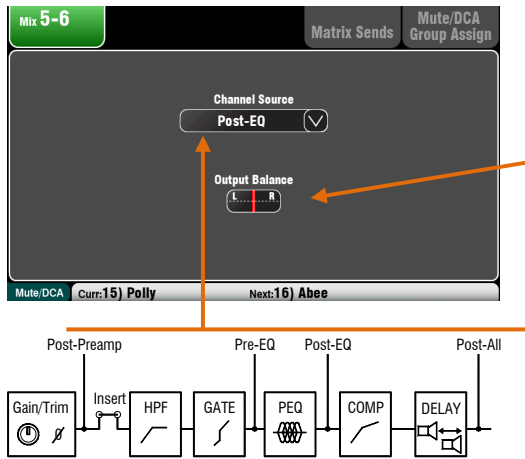 Mix 5-6
Matrix Sends
Mute/DCA
Group Assign
Channel Source
Post-EQ
Output Balance
L R
Mute/DCA Curr:15) Polly Next:16) Abee
Post-Preamp Pre-EQ Post-EQ Post-All
Gain/Trim Insert HPF GATE PEQ COMP DELAY